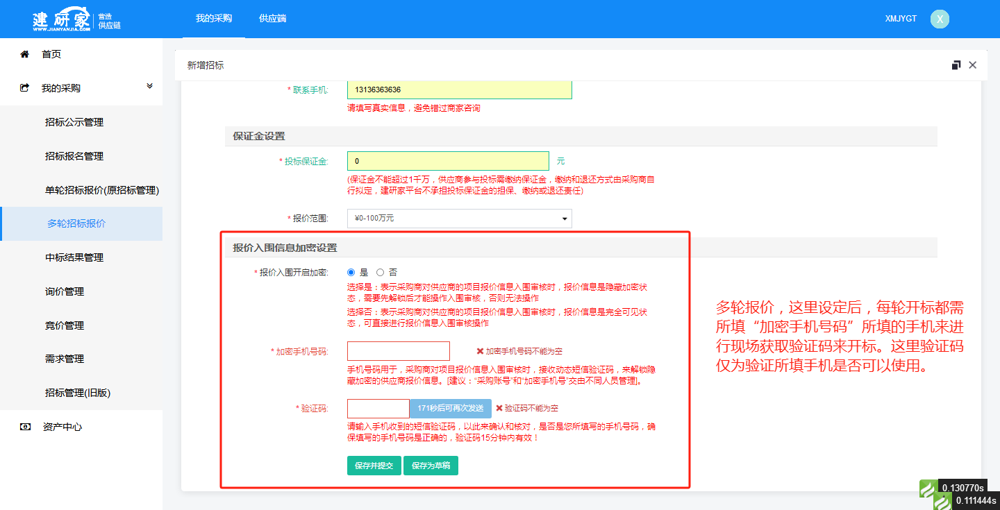 建研家
WWW.JIANYANJIA.COM
营造
供应链
我的采购
供应端
XMJYGT
X
首页
我的采购
招标公示管理
招标报名管理
单轮招标报价(原招标管理)
多轮招标报价
中标结果管理
询价管理
竞价管理
需求管理
招标管理(旧版)
资产中心
新增招标
* 联系手机:
13136363636
请填写真实信息，避免错过商家咨询
保证金设置
* 投标保证金:
0
元
(保证金不能超过1千万，供应商参与投标需缴纳保证金，缴纳和退还方式由采购商自
行拟定，建研家平台不承担投标保证金的担保、缴纳或退还责任)
* 报价范围:
¥0-100万元
报价入围信息加密设置
* 报价入围开启加密:
是
否
选择是：表示采购商对供应商的项目报价信息入围审核时，报价信息是隐藏加密状
态，需要先解锁后才能操作入围审核，否则无法操作
选择否：表示采购商对供应商的项目报价信息入围审核时，报价信息是完全可见状
态，可直接进行报价信息入围审核操作
* 加密手机号码:
加密手机号码不能为空
手机号码用于，采购商对项目报价信息入围审核时，接收动态短信验证码，来解锁隐
藏加密的供应商报价信息。[建议：“采购账号”和“加密手机号”交由不同人员管理]。
* 验证码:
171秒后可再次发送
验证码不能为空
请输入手机收到的短信验证码，以此来确认和核对，是否是您所填写的手机号码，确
保填写的手机号码是正确的，验证码15分钟内有效！
保存并提交
保存为草稿
多轮报价，这里设定后，每轮开标都需
所填“加密手机号码”所填的手机来进
行现场获取验证码来开标。这里验证码
仅为验证所填手机是否可以使用。
0.130770s
0.111444s